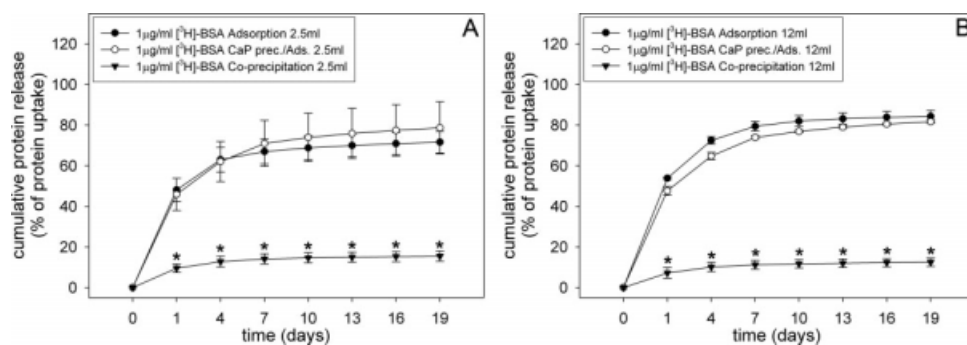 A
1µg/ml [³H]-BSA Adsorption 2.5ml
1µg/ml [³H]-BSA CaP prec./Ads. 2.5ml
1µg/ml [³H]-BSA Co-precipitation 2.5ml
cumulative protein release
(% of protein uptake)
120
100
80
60
40
20
0
* * * * * * *
0 1 4 7 10 13 16 19
time (days)
B
1µg/ml [³H]-BSA Adsorption 12ml
1µg/ml [³H]-BSA CaP prec./Ads. 12ml
1µg/ml [³H]-BSA Co-precipitation 12ml
cumulative protein release
(% of protein uptake)
120
100
80
60
40
20
0
* * * * * * *
0 1 4 7 10 13 16 19
time (days)